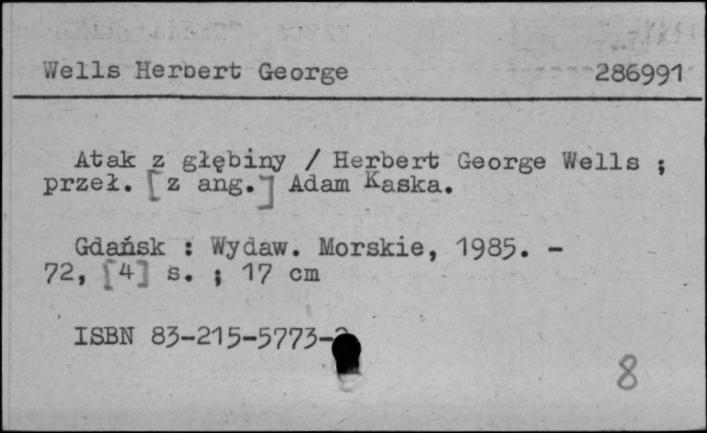 Wells Herbert George 286991
Atak z głębiny / Herbert George Wells ;
przeł. [z ang.] Adam Kaska.
Gdańsk : Wydaw. Morskie, 1985. -
72, [4] s. ; 17 cm
ISBN 83-215-5773-
8